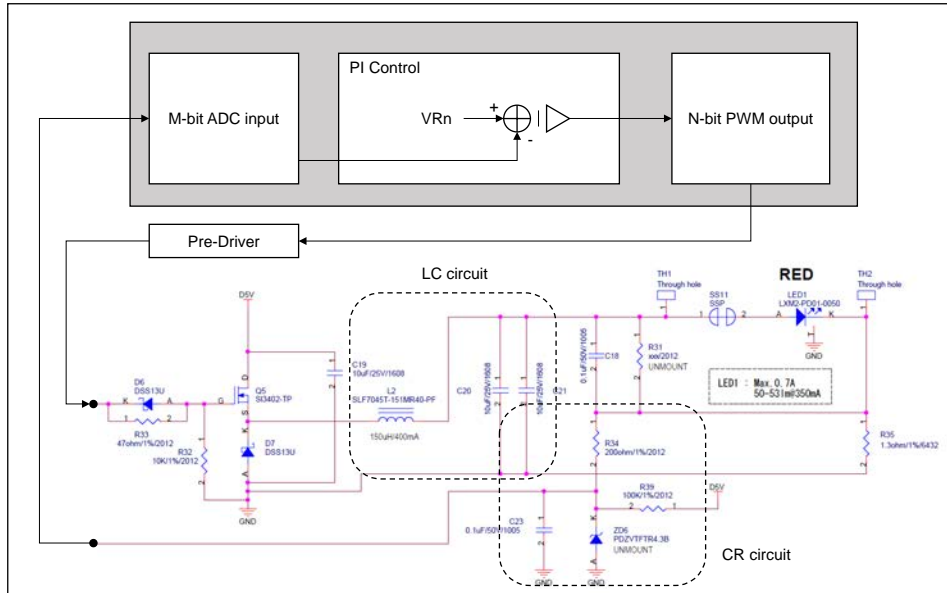 PI Control
M-bit ADC input
VRn
+
-
N-bit PWM output
Pre-Driver
LC circuit
RED
TH1
Through hole
TH2
Through hole
SS11
SSP
LED1
LXM2-PD01-0050
1
2
A
K
T
GND
D5V
C19
10uF/25V/1608
L2
SLF7045T-151MR40-PF
150uH/400mA
C20
10uF/25V/1608
C21
10uF/25V/1608
0.1uF/50V/1005
C18
R31
xxx/2012
UNMOUNT
LED1 : Max. 0.7A
50-53lm@350mA
D6
DSS13U
K
A
1
2
R33
47ohm/1%/2012
R32
10K/1%/2012
G
D
S
Q5
SI3402-TP
K
D7
DSS13U
A
GND
R34
200ohm/1%/2012
R35
1.3ohm/1%/6432
R39
100K/1%/2012
2
1
D5V
C23
0.1uF/50V/1005
K
ZD6
PDZVTFTR4.3B
UNMOUNT
A
GND
GND
CR circuit